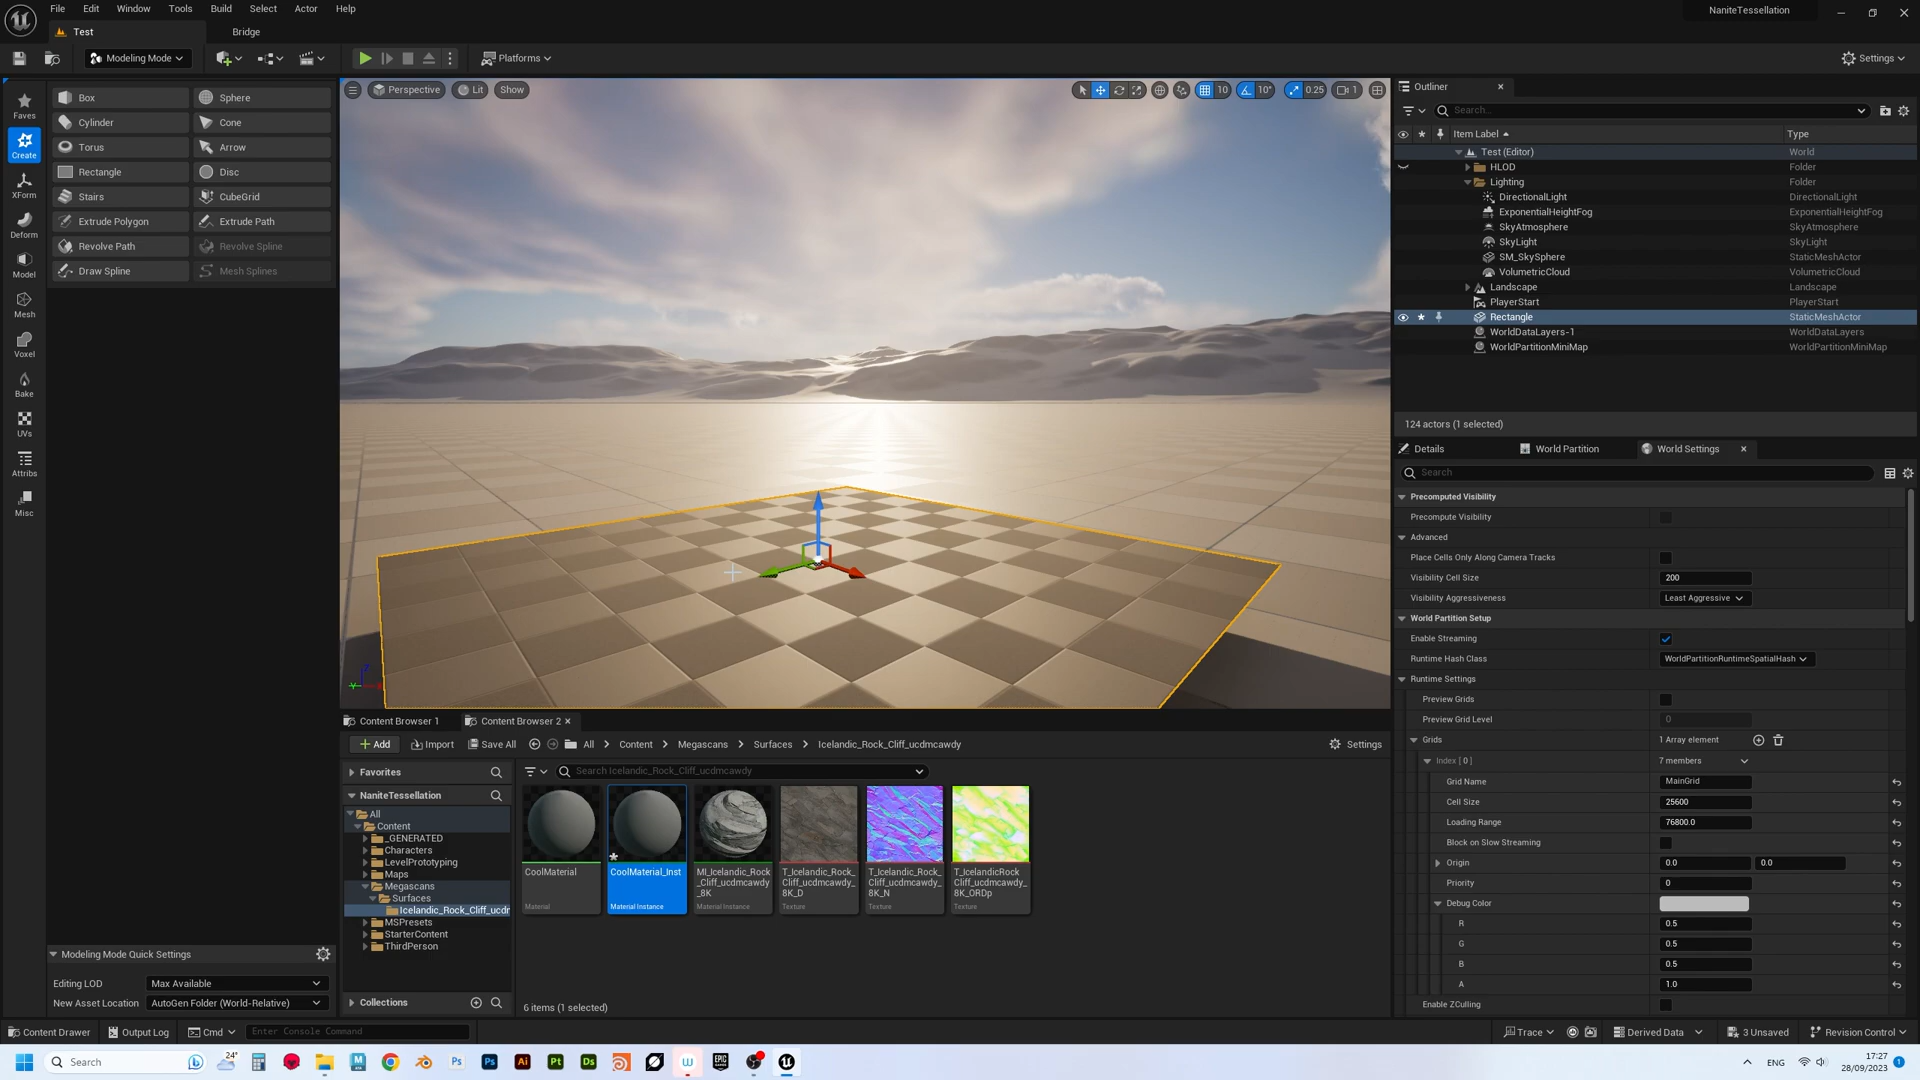 File Edit Window Tools Build Select Actor Help
NaniteTessellation
Test
Bridge
Modeling Mode
Platforms
Settings
Faves
Create
XForm
Deform
Model
Mesh
Voxel
Bake
UVs
Attribs
Misc
Box
Sphere
Cylinder
Cone
Torus
Arrow
Rectangle
Disc
Stairs
CubeGrid
Extrude Polygon
Extrude Path
Revolve Path
Revolve Spline
Draw Spline
Mesh Splines
Modeling Mode Quick Settings
Editing LOD
Max Available
New Asset Location
AutoGen Folder (World-Relative)
Perspective
Lit
Show
10
10°
0.25
1
Content Browser 1
Content Browser 2
Add
Import
Save All
All
Content
Megascans
Surfaces
Icelandic_Rock_Cliff_ucdmcawdy
Settings
Favorites
NaniteTessellation
All
Content
_GENERATED
Characters
LevelPrototyping
Maps
Megascans
Surfaces
Icelandic_Rock_Cliff_ucdr
MSPresets
StarterContent
ThirdPerson
Collections
Search Icelandic_Rock_Cliff_ucdmcawdy
CoolMaterial
Material
CoolMaterial_Inst
Material Instance
MI_Icelandic_Rock
_Cliff_ucdmcawdy
_8K
Material Instance
T_Icelandic_Rock_
Cliff_ucdmcawdy_
8K_D
Texture
T_Icelandic_Rock_
Cliff_ucdmcawdy_
8K_N
Texture
T_IcelandicRock
Cliff_ucdmcawdy_
8K_ORDp
Texture
6 items (1 selected)
Outliner
Search...
Item Label
Type
Test (Editor)
World
HLOD
Folder
Lighting
Folder
DirectionalLight
DirectionalLight
ExponentialHeightFog
ExponentialHeightFog
SkyAtmosphere
SkyAtmosphere
SkyLight
SkyLight
SM_SkySphere
StaticMeshActor
VolumetricCloud
VolumetricCloud
Landscape
Landscape
PlayerStart
PlayerStart
Rectangle
StaticMeshActor
WorldDataLayers-1
WorldDataLayers
WorldPartitionMiniMap
WorldPartitionMiniMap
124 actors (1 selected)
Details
World Partition
World Settings
Search
Precomputed Visibility
Precompute Visibility
Advanced
Place Cells Only Along Camera Tracks
Visibility Cell Size
200
Visibility Aggressiveness
Least Aggressive
World Partition Setup
Enable Streaming
Runtime Hash Class
WorldPartitionRuntimeSpatialHash
Runtime Settings
Preview Grids
Preview Grid Level
0
Grids
1 Array element
Index [ 0 ]
7 members
Grid Name
MainGrid
Cell Size
25600
Loading Range
76800.0
Block on Slow Streaming
Origin
0.0
0.0
Priority
0
Debug Color
R
0.5
G
0.5
B
0.5
A
1.0
Enable ZCulling
Content Drawer
Output Log
Cmd
Enter Console Command
Trace
Derived Data
3 Unsaved
Revision Control
Search
24°
Ps
Ps
Ai
Pt
Ds
EPIC
ENG
17:27
28/09/2023
1